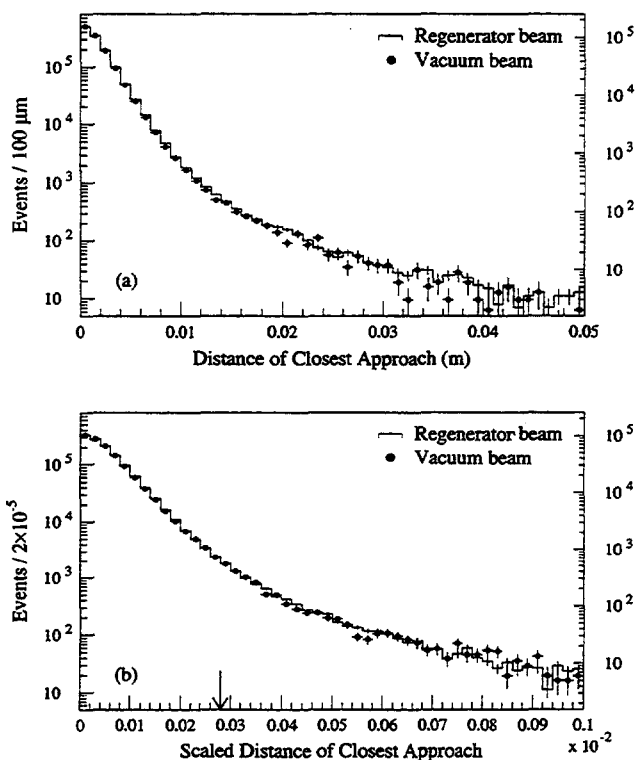 Regenerator beam
Vacuum beam
10^5
10^4
10^3
10^2
10
10^5
10^4
10^3
10^2
10
Events / 100 μm
(a)
0 0.01 0.02 0.03 0.04 0.05
Distance of Closest Approach (m)
Regenerator beam
Vacuum beam
10^5
10^4
10^3
10^2
10
10^5
10^4
10^3
10^2
10
Events / 2×10^-5
(b)
0 0.01 0.02 0.03 0.04 0.05 0.06 0.07 0.08 0.09 0.1
x 10^-2
Scaled Distance of Closest Approach